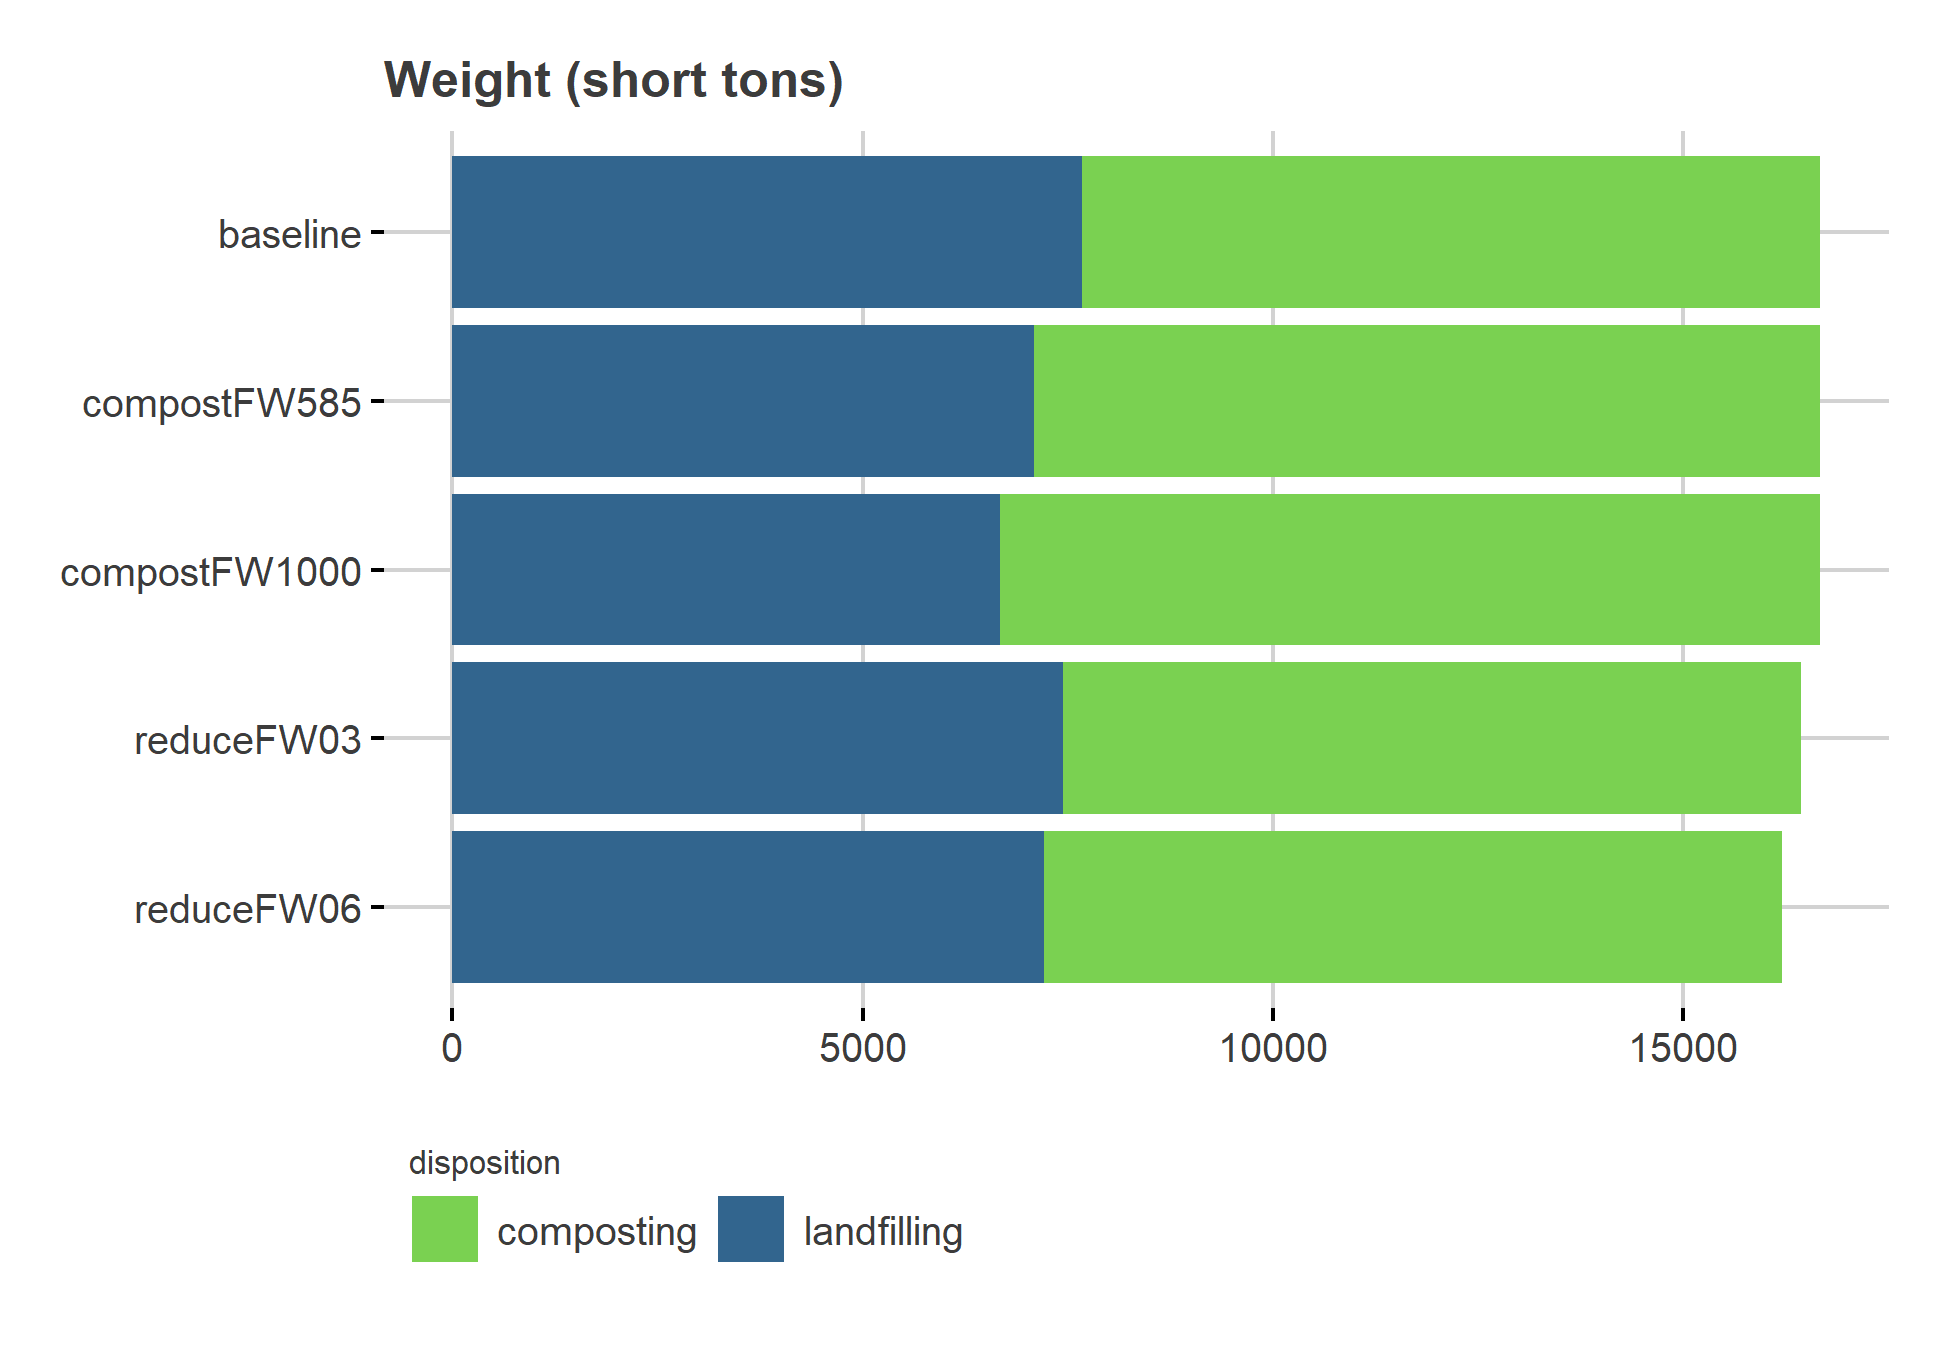 Weight (short tons)
baseline
compostFW585
compostFW1000
reduceFW03
reduceFW06
0 5000 10000 15000
disposition
composting landfilling